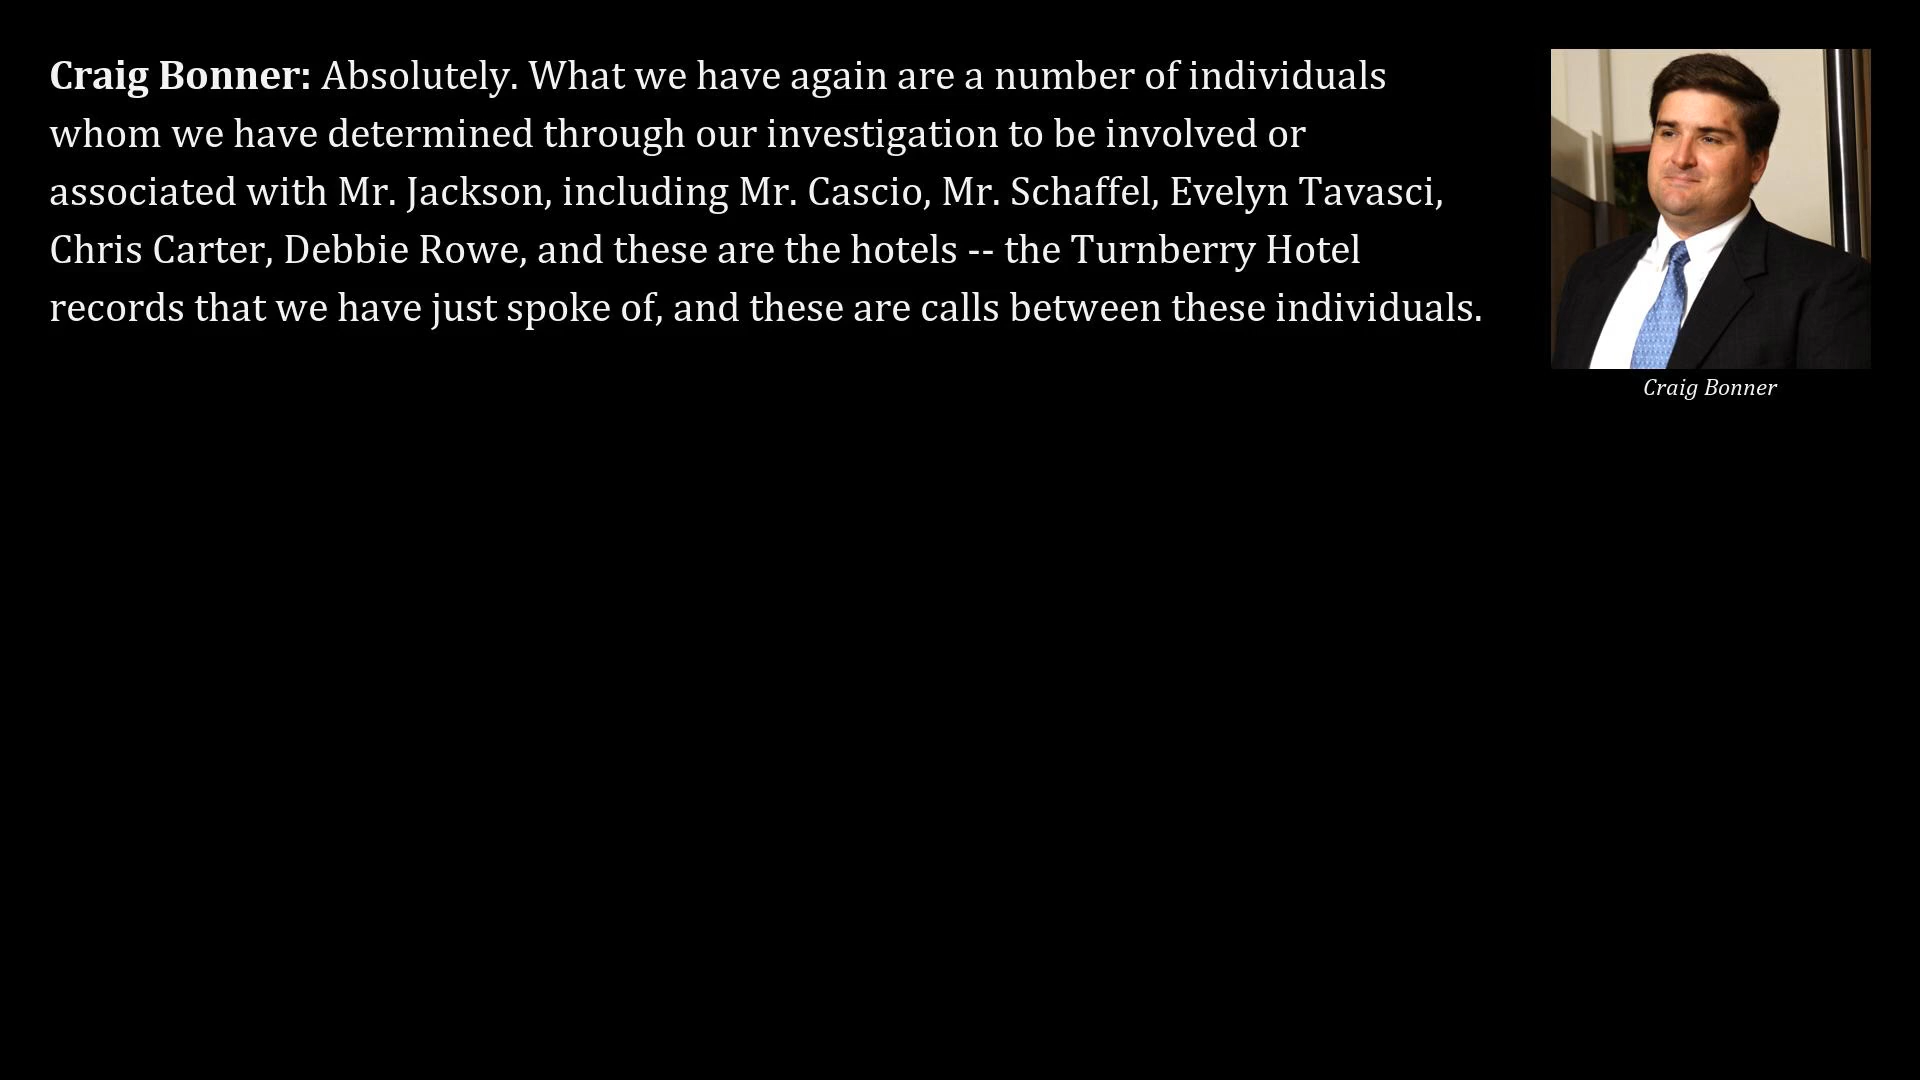 Craig Bonner: Absolutely. What we have again are a number of individuals
whom we have determined through our investigation to be involved or
associated with Mr. Jackson, including Mr. Cascio, Mr. Schaffel, Evelyn Tavasci,
Chris Carter, Debbie Rowe, and these are the hotels -- the Turnberry Hotel
records that we have just spoke of, and these are calls between these individuals.
Craig Bonner